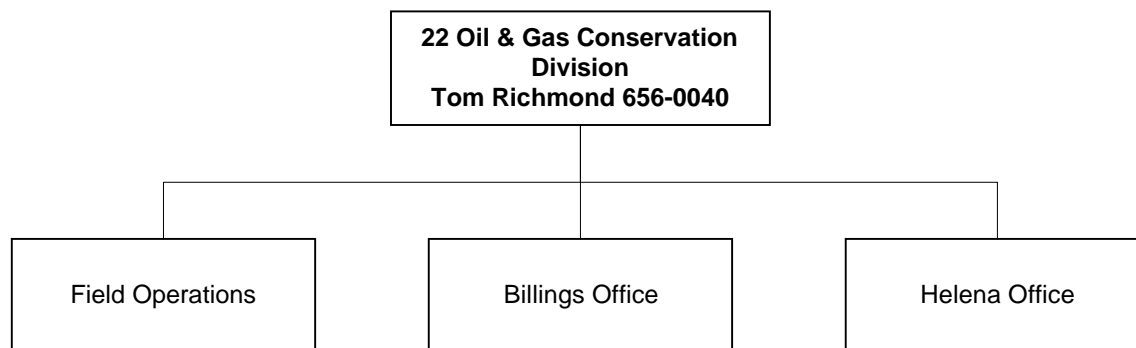 22 Oil & Gas Conservation
Division
Tom Richmond 656-0040
Field Operations
Billings Office
Helena Office